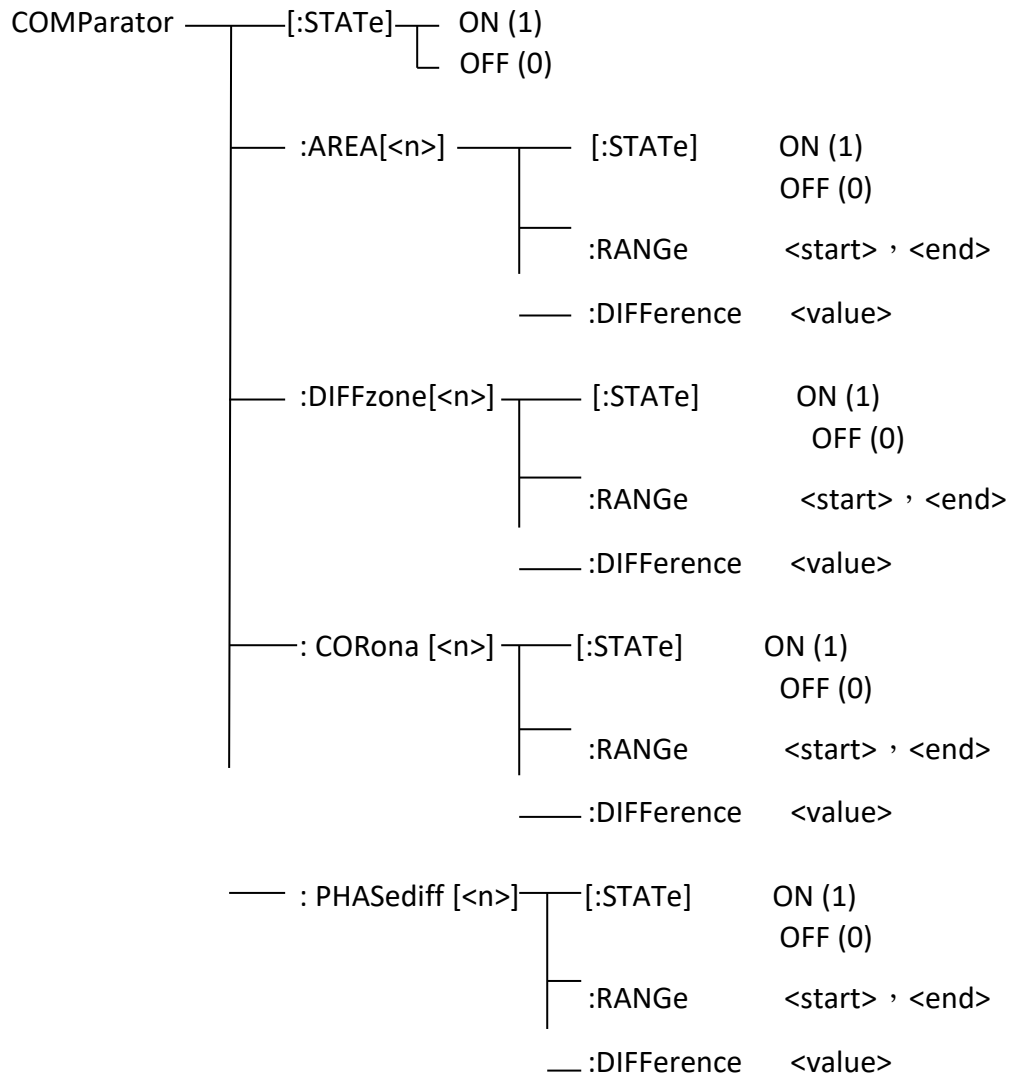 COMParator [:STATe] ON (1)
OFF (0)
:AREA[<n>] [:STATe] ON (1)
OFF (0)
:RANGe <start>，<end>
:DIFFerence <value>
:DIFFzone[<n>] [:STATe] ON (1)
OFF (0)
:RANGe <start>，<end>
:DIFFerence <value>
: CORona [<n>] [:STATe] ON (1)
OFF (0)
:RANGe <start>，<end>
:DIFFerence <value>
: PHASediff [<n>] [:STATe] ON (1)
OFF (0)
:RANGe <start>，<end>
:DIFFerence <value>